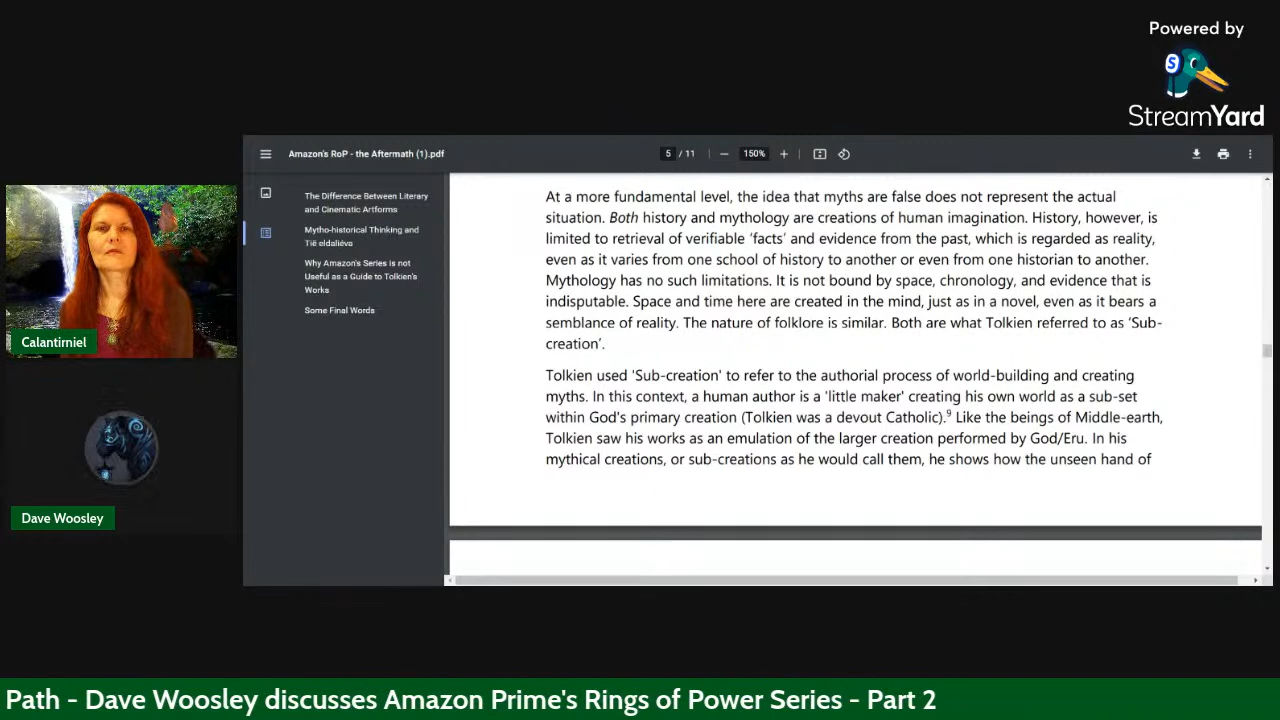 Powered by
S
StreamYard
Amazon's RoP - the Aftermath (1).pdf
5 / 11
150%
The Difference Between Literary
and Cinematic Artforms
Mytho-historical Thinking and
Tië eldaliéva
Why Amazon's Series is not
Useful as a Guide to Tolkien's
Works
Some Final Words
At a more fundamental level, the idea that myths are false does not represent the actual
situation. Both history and mythology are creations of human imagination. History, however, is
limited to retrieval of verifiable ‘facts’ and evidence from the past, which is regarded as reality,
even as it varies from one school of history to another or even from one historian to another.
Mythology has no such limitations. It is not bound by space, chronology, and evidence that is
indisputable. Space and time here are created in the mind, just as in a novel, even as it bears a
semblance of reality. The nature of folklore is similar. Both are what Tolkien referred to as ‘Sub-
creation’.
Tolkien used 'Sub-creation' to refer to the authorial process of world-building and creating
myths. In this context, a human author is a 'little maker' creating his own world as a sub-set
within God's primary creation (Tolkien was a devout Catholic).⁹ Like the beings of Middle-earth,
Tolkien saw his works as an emulation of the larger creation performed by God/Eru. In his
mythical creations, or sub-creations as he would call them, he shows how the unseen hand of
Calantirniel
Dave Woosley
Path - Dave Woosley discusses Amazon Prime's Rings of Power Series - Part 2